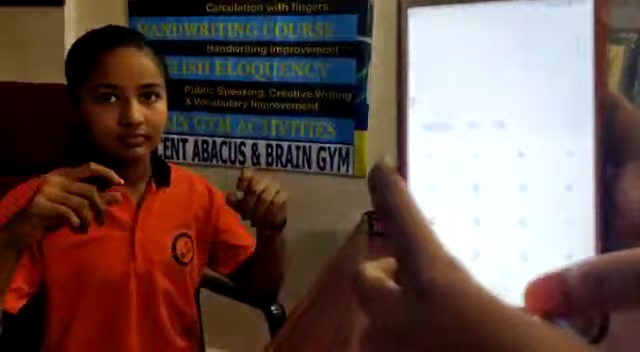 Calculation with fingers
HANDWRITING COURSE
Handwriting Improvement
ELOQUENCY
Public Speaking, Creative Writing
& Vocabulary Improvement
GYM ACTIVITIES
CENT ABACUS & BRAIN GYM